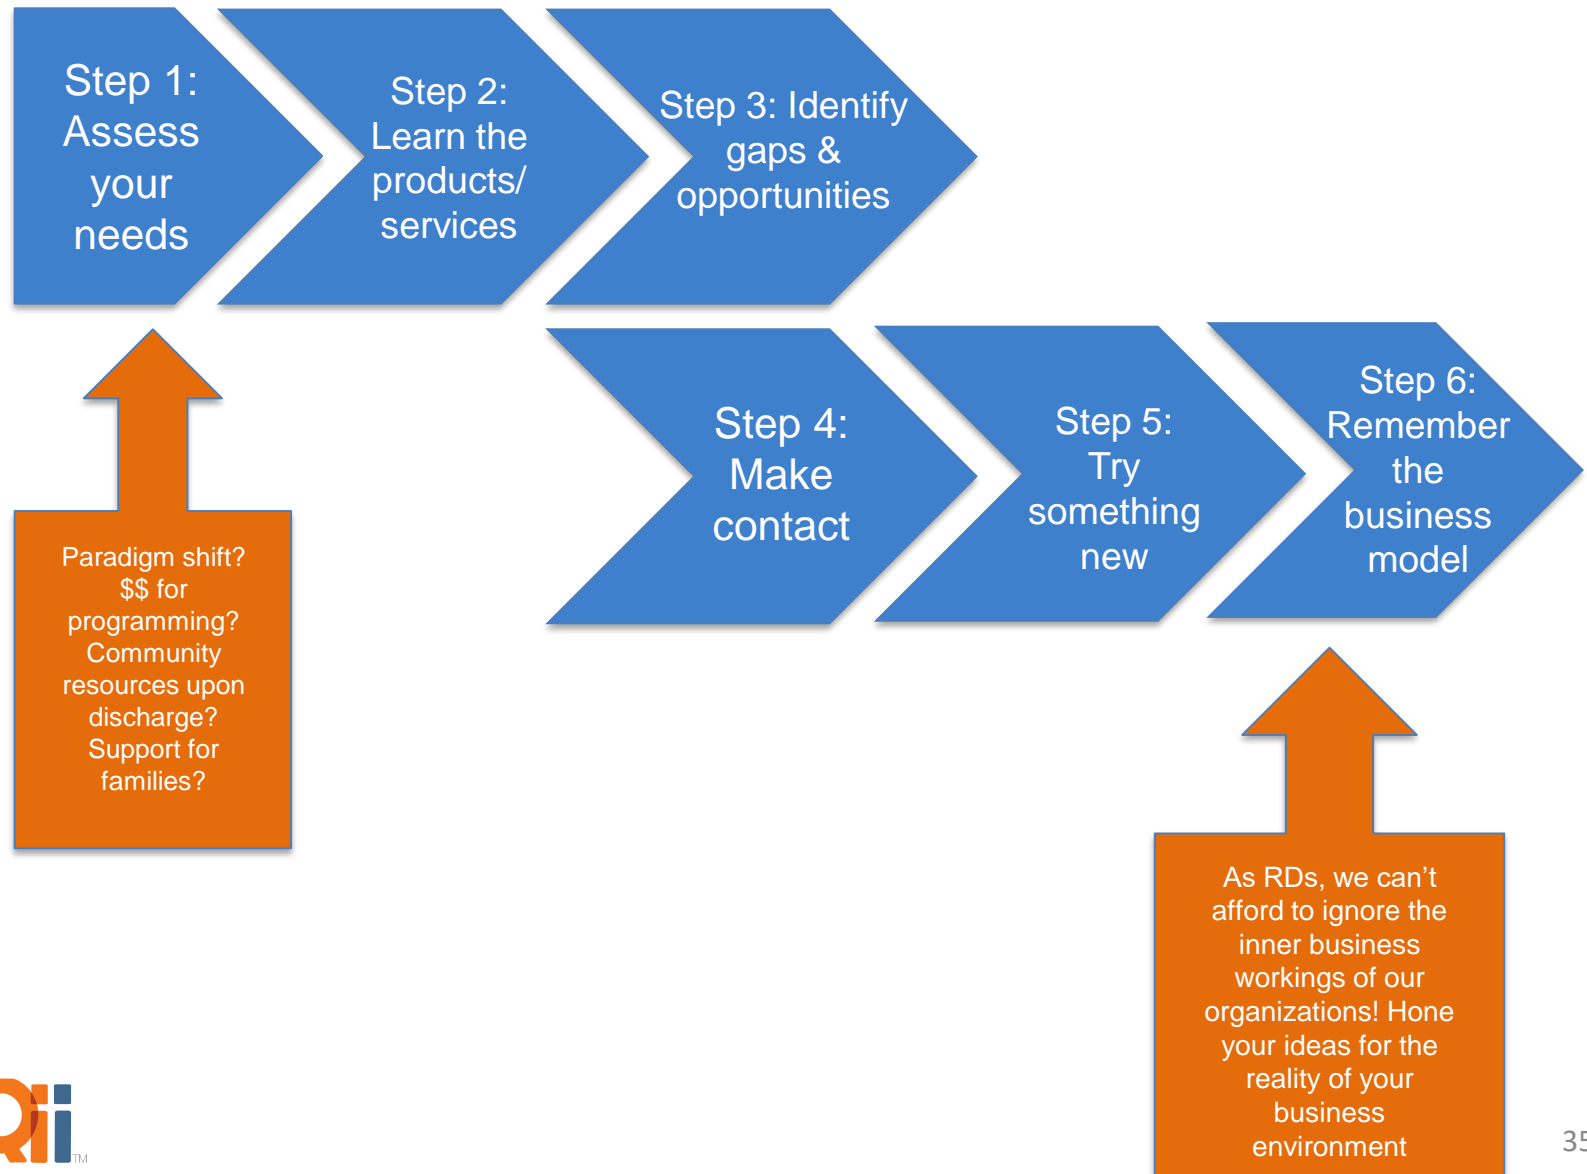 Step 1:
Assess
your
needs
Step 2:
Learn the
products/
services
Step 3: Identify
gaps &
opportunities
Step 4:
Make
contact
Step 5:
Try
something
new
Step 6:
Remember
the
business
model
Paradigm shift?
$$ for
programming?
Community
resources upon
discharge?
Support for
families?
As RDs, we can’t
afford to ignore the
inner business
workings of our
organizations! Hone
your ideas for the
reality of your
business
environment
TM
35